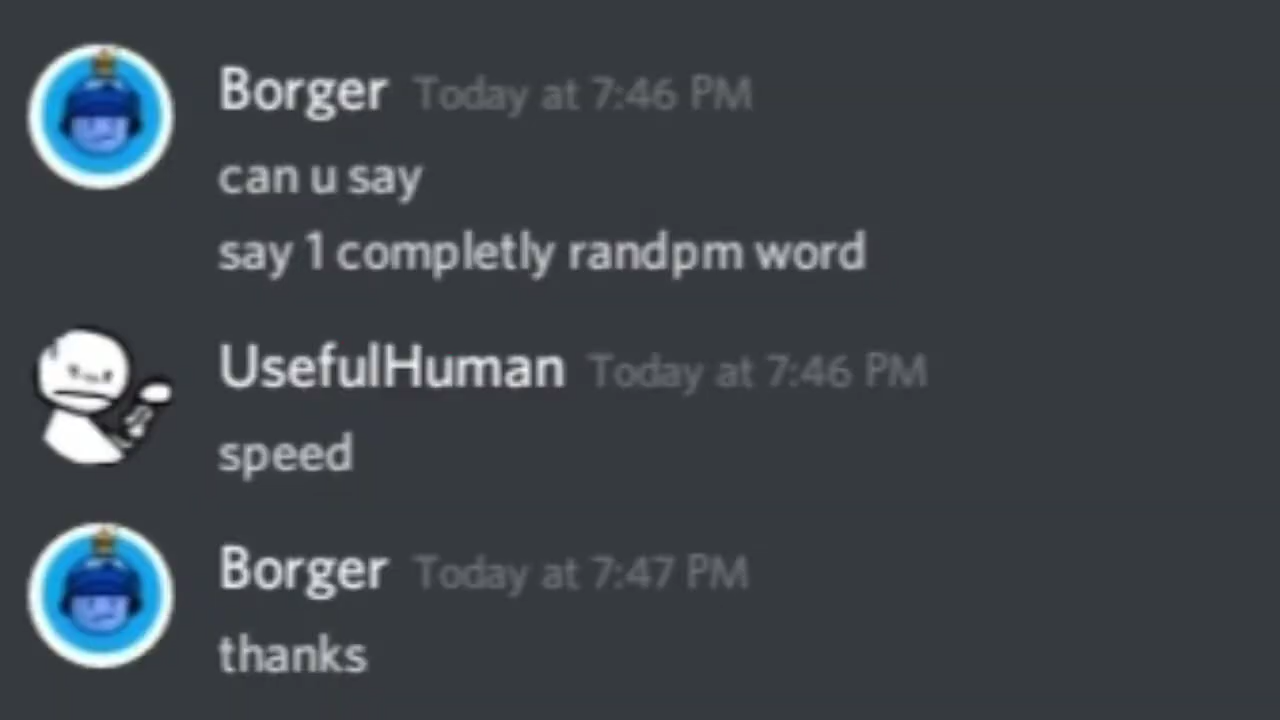 Borger Today at 7:46 PM
can u say
say 1 completly randpm word
UsefulHuman Today at 7:46 PM
speed
Borger Today at 7:47 PM
thanks